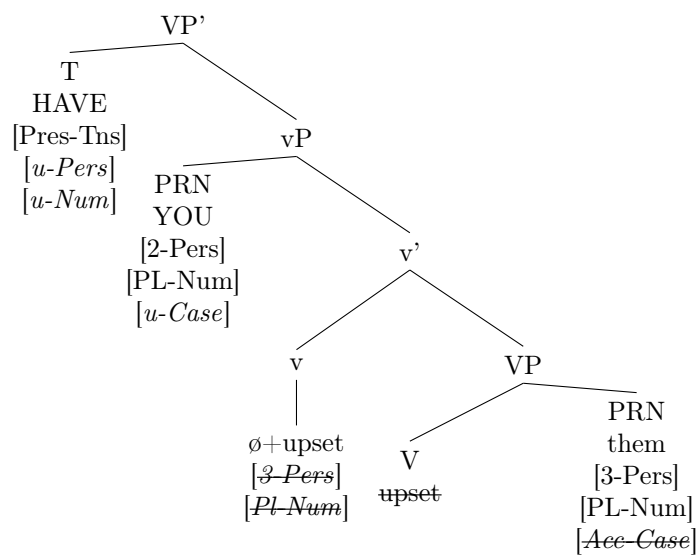 VP’
T
HAVE
[Pres-Tns]
[u-Pers]
[u-Num]
vP
PRN
YOU
[2-Pers]
[PL-Num]
[u-Case]
v’
v
ø+upset
[3-Pers]
[Pl-Num]
VP
V
upset
PRN
them
[3-Pers]
[PL-Num]
[Acc-Case]